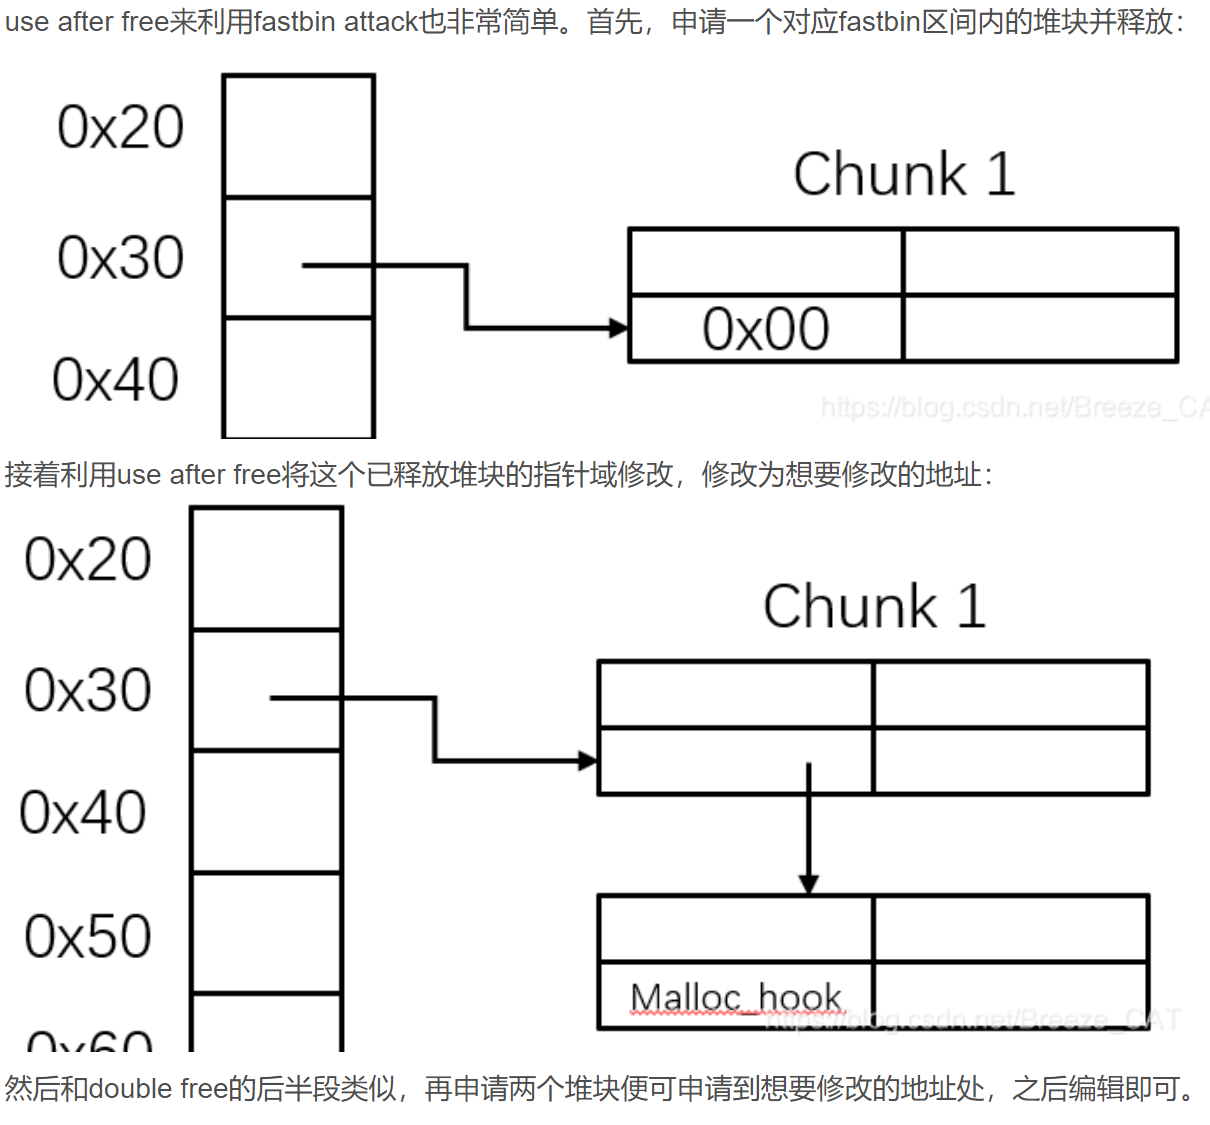 use after free来利用fastbin attack也非常简单。首先，申请一个对应fastbin区间内的堆块并释放：
0x20
Chunk 1
0x30
0x00
0x40
https://blog.csdn.net/Breeze_CA
接着利用use after free将这个已释放堆块的指针域修改，修改为想要修改的地址：
0x20
Chunk 1
0x30
0x40
0x50
Malloc_hook
https://blog.csdn.net/Breeze_CAT
0x60
然后和double free的后半段类似，再申请两个堆块便可申请到想要修改的地址处，之后编辑即可。